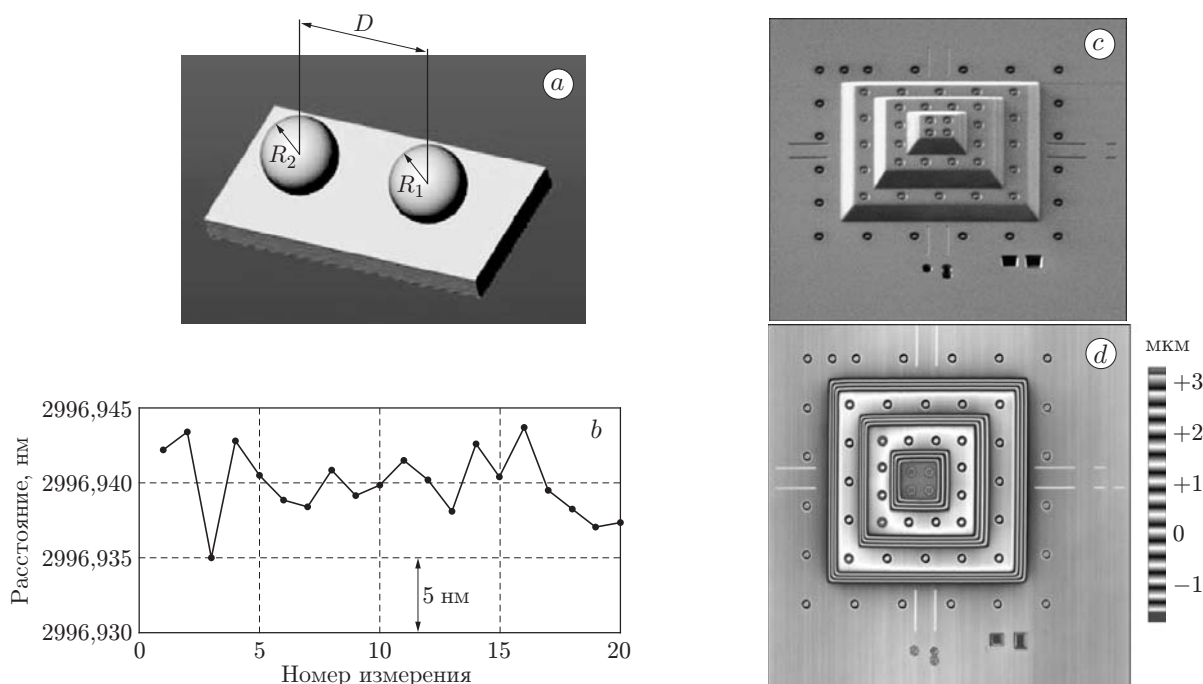 D
a
R2
R1
c
Расстояние, нм
2996,945
2996,940
2996,935
2996,930
b
5 нм
0
5
10
15
20
Номер измерения
d
мкм
+3
+2
+1
0
−1